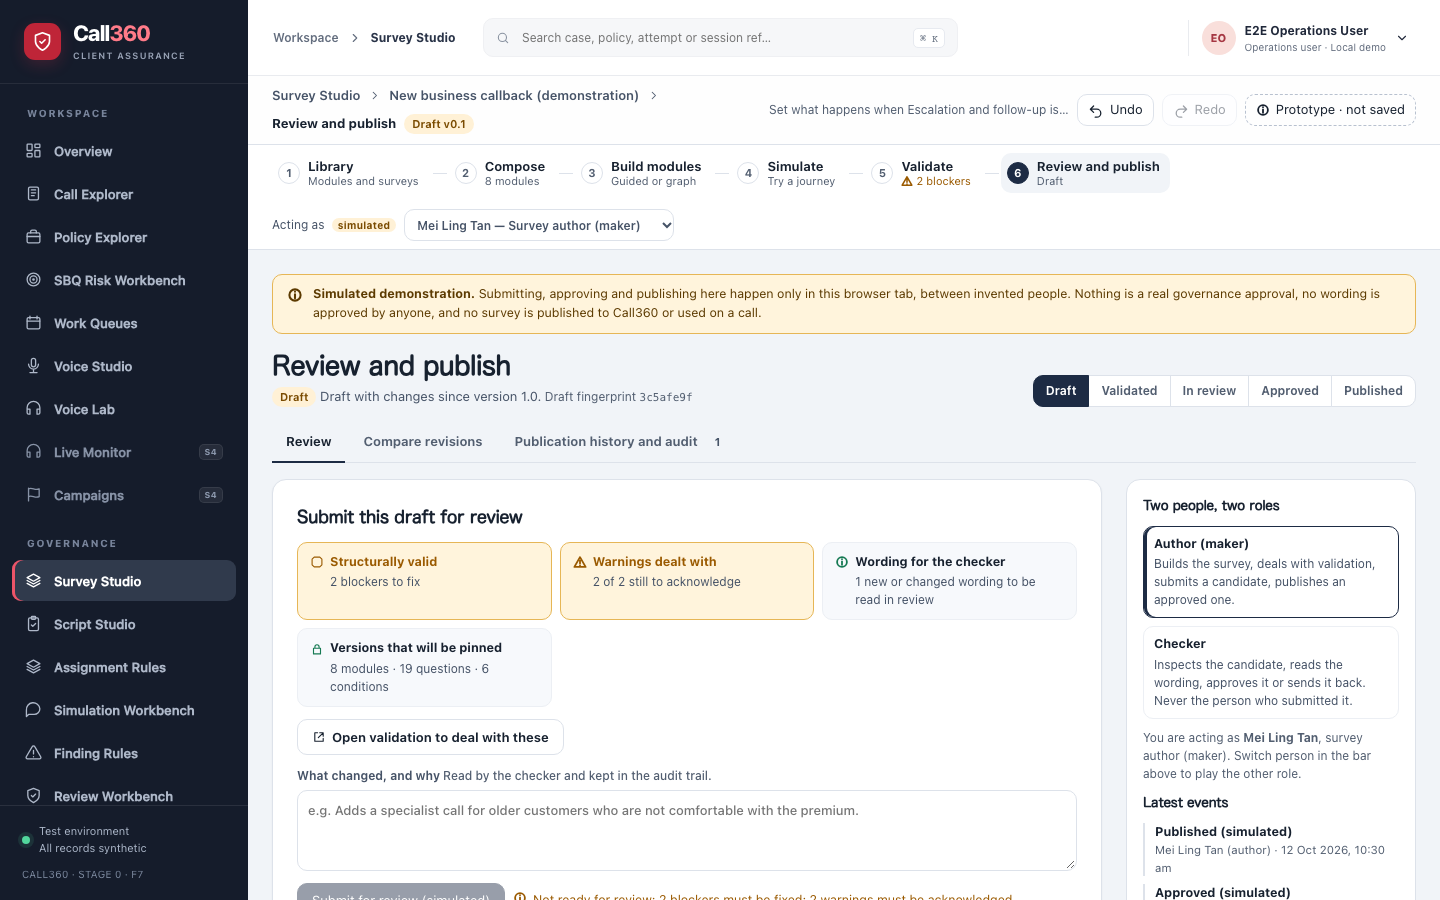 Call360
CLIENT ASSURANCE
WORKSPACE
Overview
Call Explorer
Policy Explorer
SBQ Risk Workbench
Work Queues
Voice Studio
Voice Lab
Live Monitor S4
Campaigns S4
GOVERNANCE
Survey Studio
Script Studio
Assignment Rules
Simulation Workbench
Finding Rules
Review Workbench
Test environment
All records synthetic
CALL360 · STAGE 0 · F7
Workspace > Survey Studio
Search case, policy, attempt or session ref...
⌘ K
EO
E2E Operations User
Operations user · Local demo
Survey Studio > New business callback (demonstration) >
Review and publish Draft v0.1
Set what happens when Escalation and follow-up is...
Undo
Redo
Prototype · not saved
1 Library
Modules and surveys
2 Compose
8 modules
3 Build modules
Guided or graph
4 Simulate
Try a journey
5 Validate
2 blockers
6 Review and publish
Draft
Acting as simulated Mei Ling Tan — Survey author (maker)
Simulated demonstration. Submitting, approving and publishing here happen only in this browser tab, between invented people. Nothing is a real governance approval, no wording is
approved by anyone, and no survey is published to Call360 or used on a call.
Review and publish
Draft Draft with changes since version 1.0. Draft fingerprint 3c5afe9f
Draft Validated In review Approved Published
Review Compare revisions Publication history and audit 1
Submit this draft for review
Structurally valid
2 blockers to fix
Warnings dealt with
2 of 2 still to acknowledge
Wording for the checker
1 new or changed wording to be
read in review
Versions that will be pinned
8 modules · 19 questions · 6
conditions
Open validation to deal with these
What changed, and why Read by the checker and kept in the audit trail.
e.g. Adds a specialist call for older customers who are not comfortable with the premium.
Submit for review (simulated)
Not ready for review: 2 blockers must be fixed; 2 warnings must be acknowledged
Two people, two roles
Author (maker)
Builds the survey, deals with validation,
submits a candidate, publishes an
approved one.
Checker
Inspects the candidate, reads the
wording, approves it or sends it back.
Never the person who submitted it.
You are acting as Mei Ling Tan, survey
author (maker). Switch person in the bar
above to play the other role.
Latest events
Published (simulated)
Mei Ling Tan (author) · 12 Oct 2026, 10:30
am
Approved (simulated)